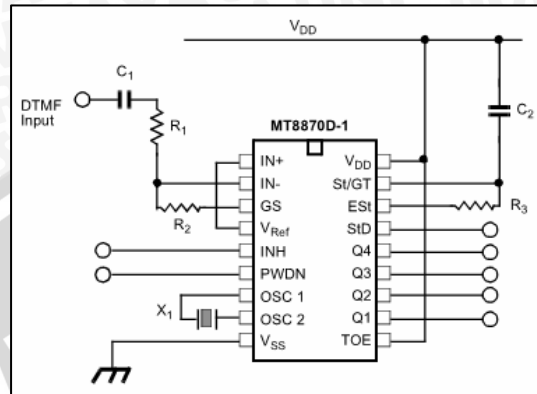 VDD
C1
DTMF
Input
R1
C2
MT8870D-1
IN+
VDD
IN-
St/GT
GS
ESt
R3
R2
VRef
StD
INH
Q4
PWDN
Q3
X1
OSC 1
Q2
OSC 2
Q1
VSS
TOE